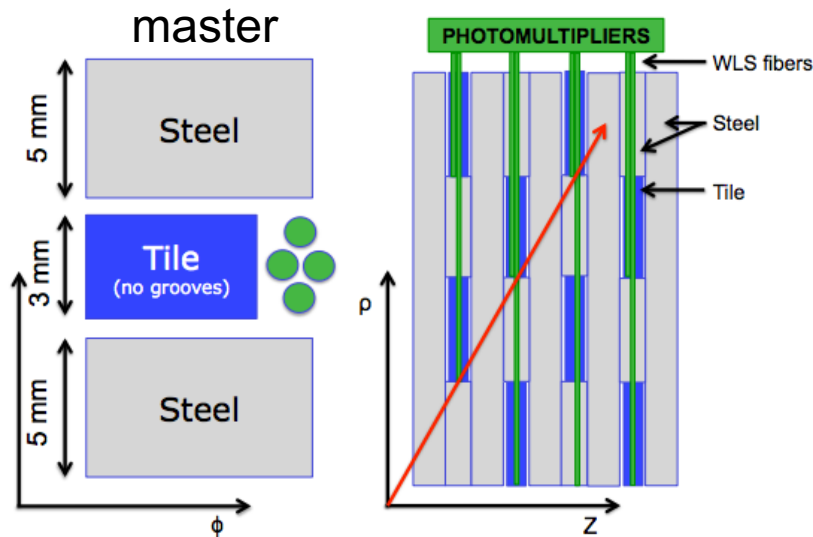 master
5 mm
Steel
3 mm
Tile
(no grooves)
5 mm
Steel
ϕ
PHOTOMULTIPLIERS
WLS fibers
Steel
Tile
ρ
Z